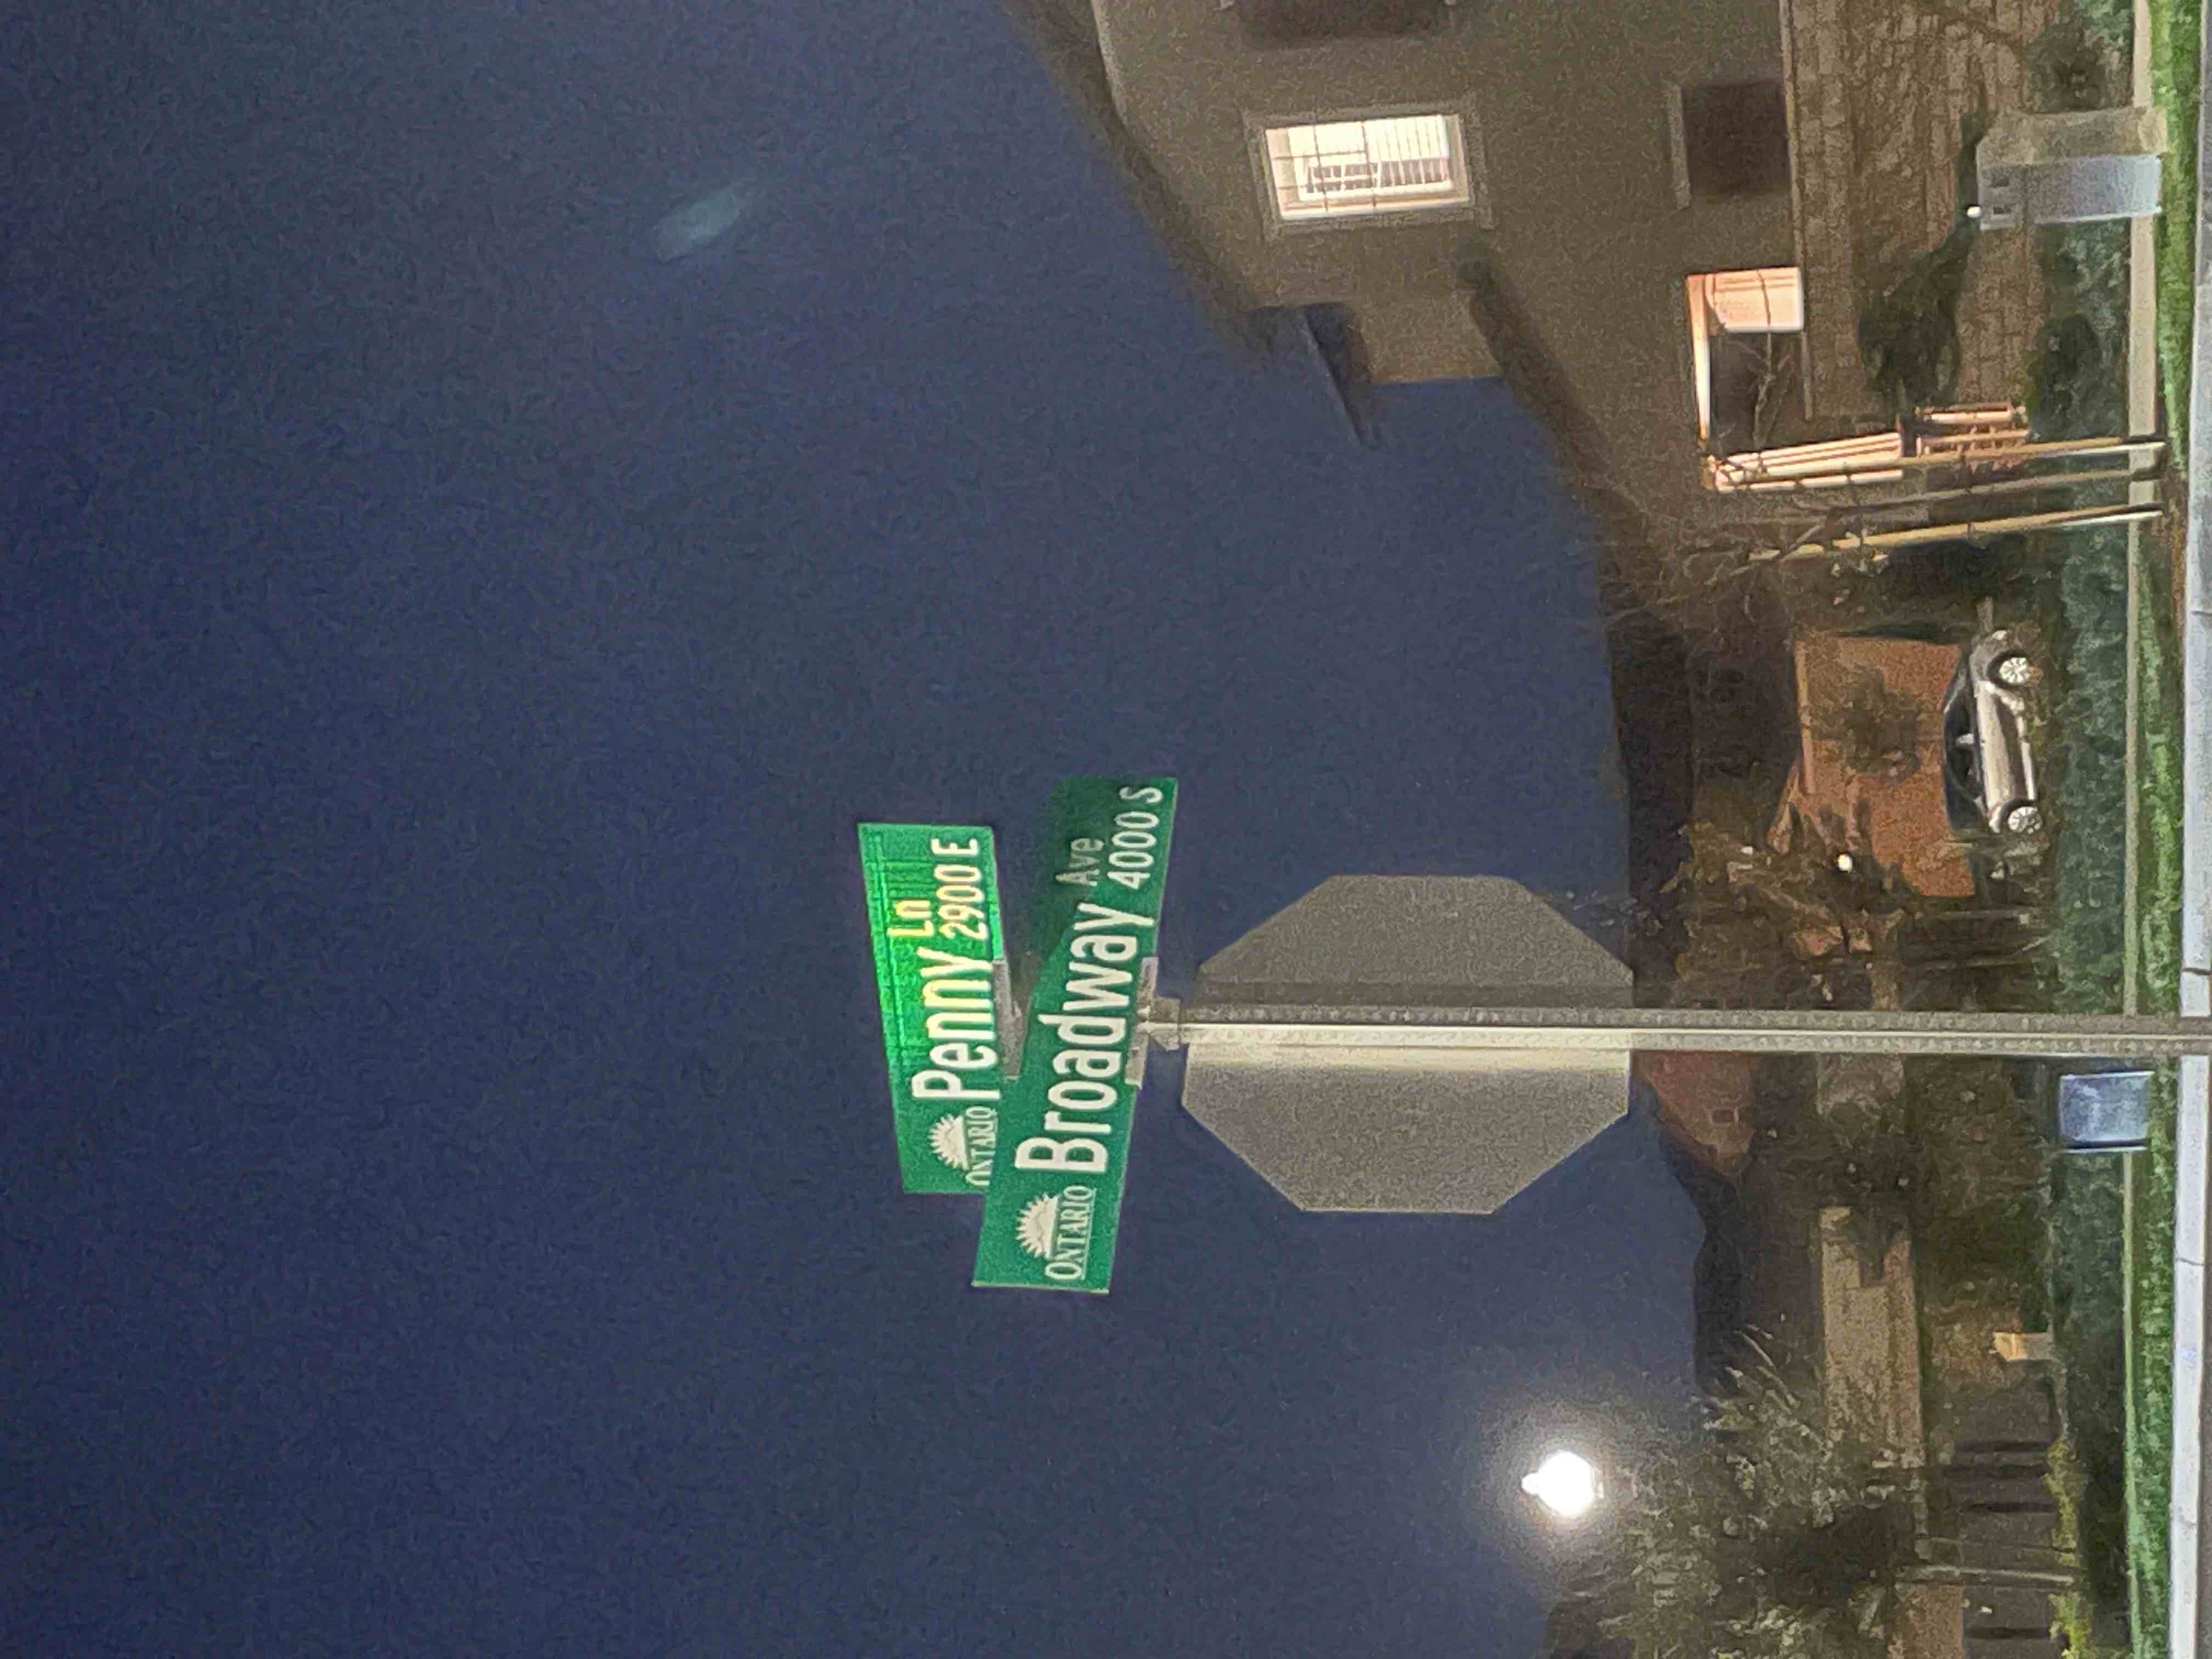 Penny Ln
ONTARIO 2900 E
Broadway Ave
ONTARIO 4000 S